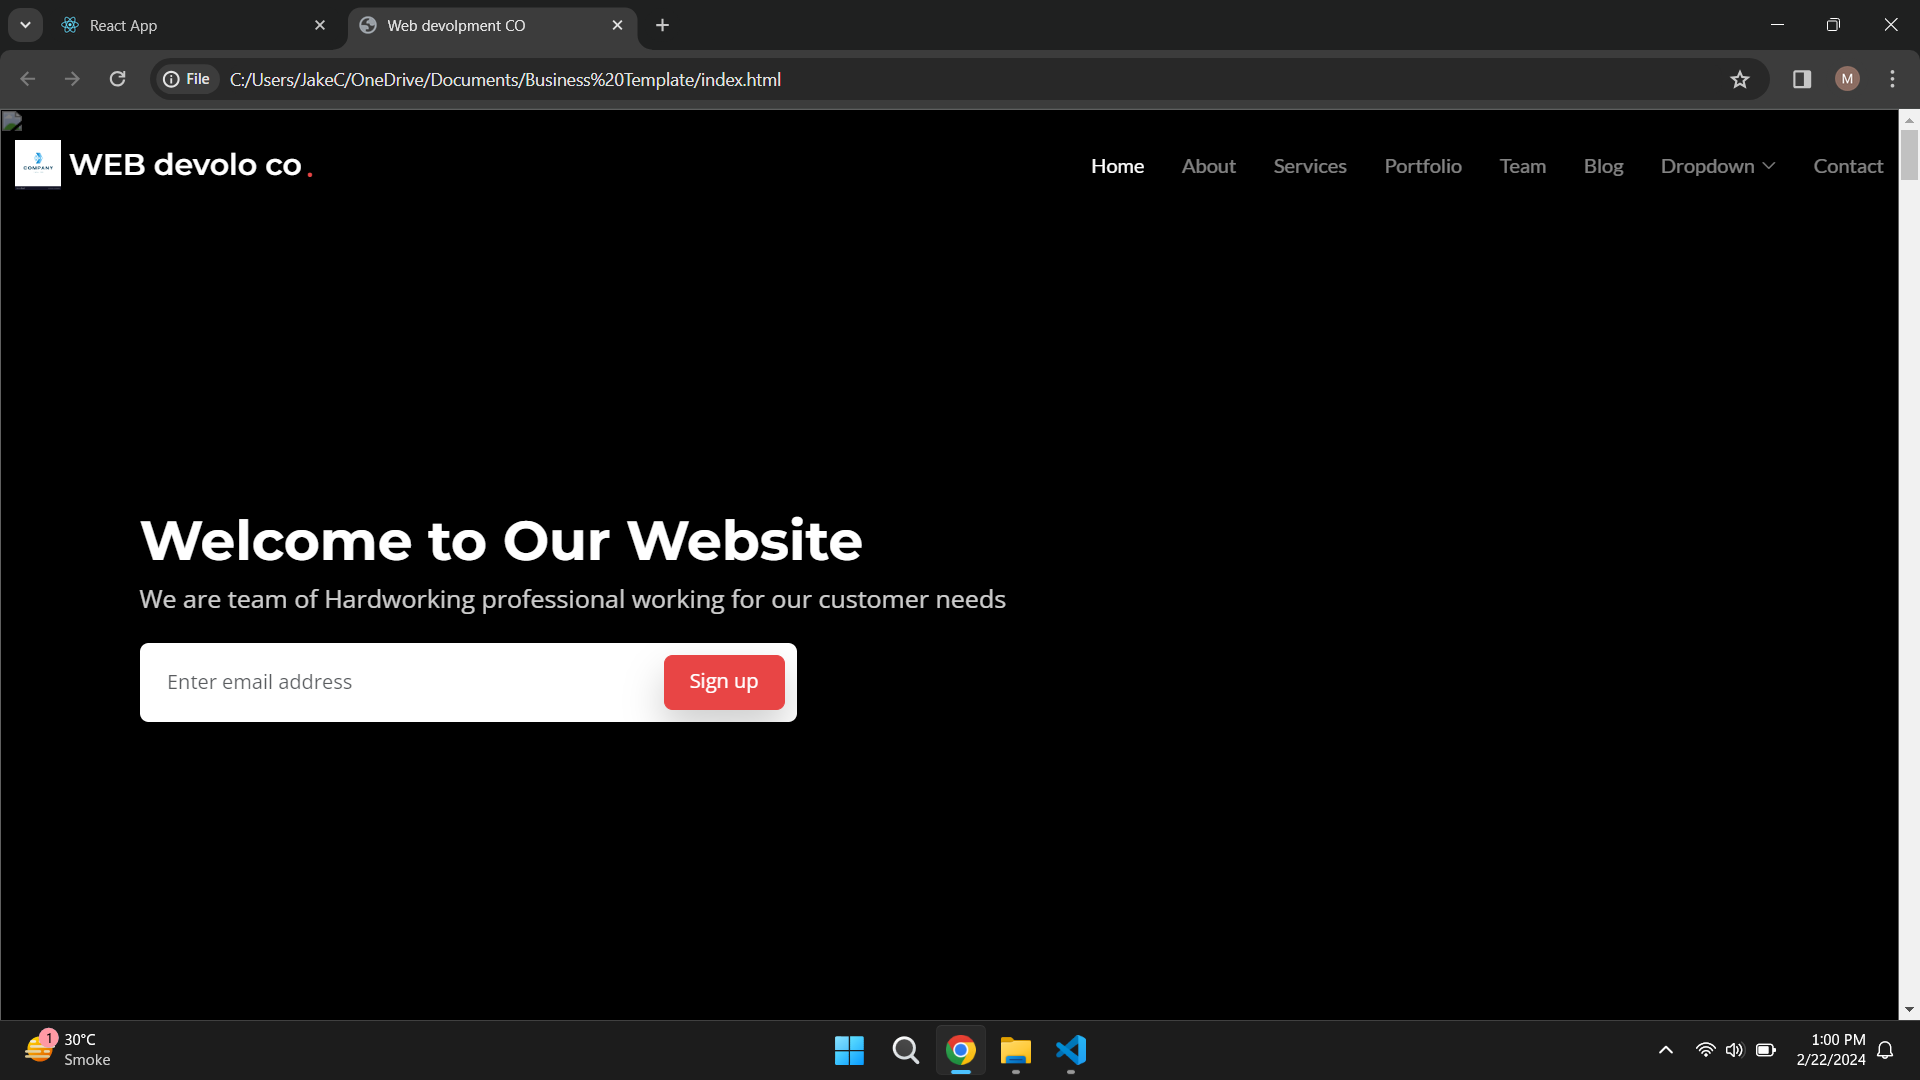 React App
Web devolpment CO
File C:/Users/JakeC/OneDrive/Documents/Business%20Template/index.html
M
COMPANY
WEB devolo co.
Home About Services Portfolio Team Blog Dropdown Contact
Welcome to Our Website
We are team of Hardworking professional working for our customer needs
Enter email address
Sign up
1
30°C
Smoke
1:00 PM
2/22/2024